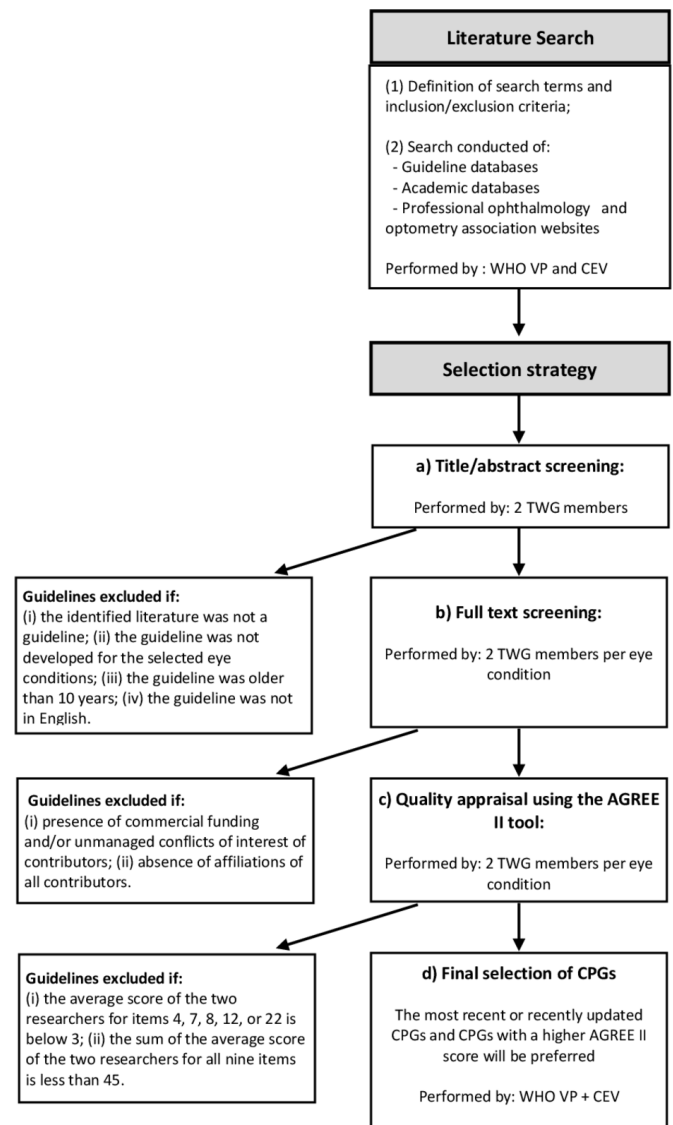 Literature Search
(1) Definition of search terms and
inclusion/exclusion criteria;
(2) Search conducted of:
- Guideline databases
- Academic databases
- Professional ophthalmology and
optometry association websites
Performed by : WHO VP and CEV
Selection strategy
a) Title/abstract screening:
Performed by: 2 TWG members
Guidelines excluded if:
(i) the identified literature was not a
guideline; (ii) the guideline was not
developed for the selected eye
conditions; (iii) the guideline was older
than 10 years; (iv) the guideline was not
in English.
b) Full text screening:
Performed by: 2 TWG members per eye
condition
Guidelines excluded if:
(i) presence of commercial funding
and/or unmanaged conflicts of interest of
contributors; (ii) absence of affiliations of
all contributors.
c) Quality appraisal using the AGREE
II tool:
Performed by: 2 TWG members per eye
condition
Guidelines excluded if:
(i) the average score of the two
researchers for items 4, 7, 8, 12, or 22 is
below 3; (ii) the sum of the average score
of the two researchers for all nine items
is less than 45.
d) Final selection of CPGs
The most recent or recently updated
CPGs and CPGs with a higher AGREE II
score will be preferred
Performed by: WHO VP + CEV